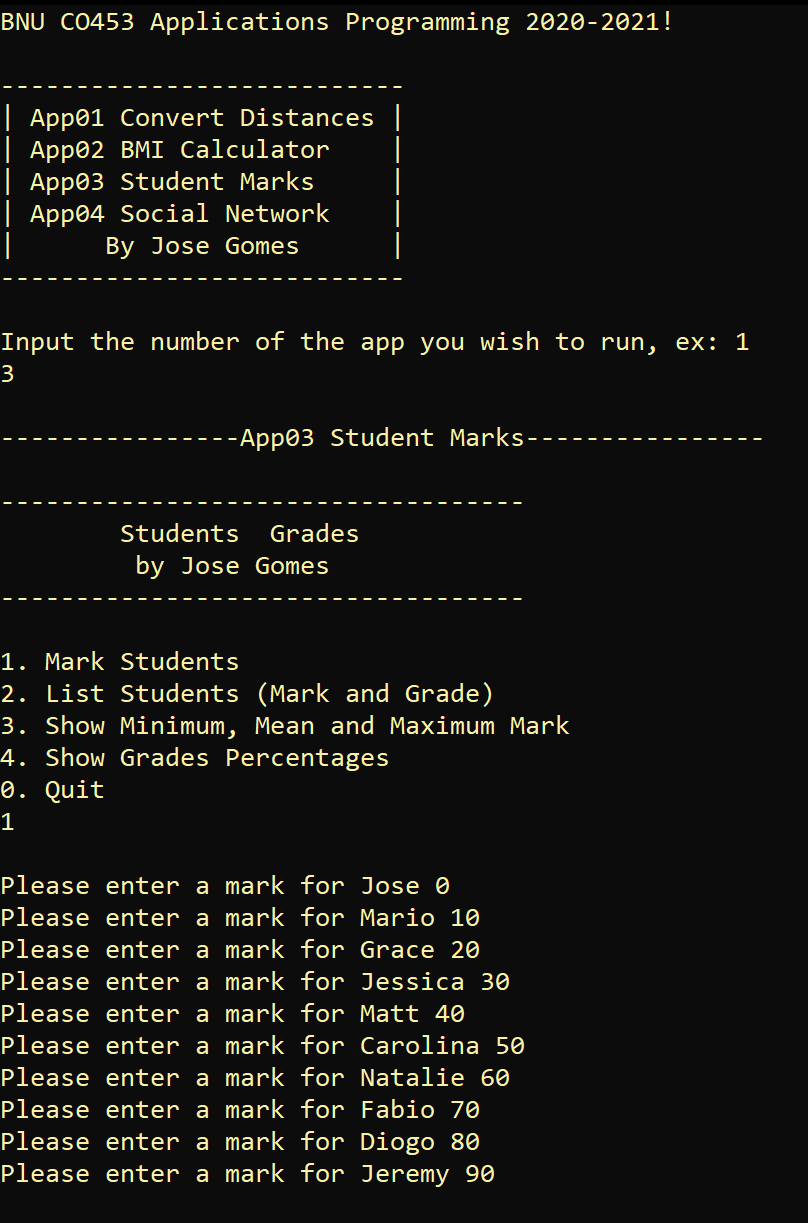 BNU CO453 Applications Programming 2020-2021!
---------------------------
| App01 Convert Distances |
| App02 BMI Calculator    |
| App03 Student Marks     |
| App04 Social Network    |
|      By Jose Gomes      |
---------------------------
Input the number of the app you wish to run, ex: 1
3
----------------App03 Student Marks----------------
-----------------------------------
        Students  Grades
         by Jose Gomes
-----------------------------------
1. Mark Students
2. List Students (Mark and Grade)
3. Show Minimum, Mean and Maximum Mark
4. Show Grades Percentages
0. Quit
1
Please enter a mark for Jose 0
Please enter a mark for Mario 10
Please enter a mark for Grace 20
Please enter a mark for Jessica 30
Please enter a mark for Matt 40
Please enter a mark for Carolina 50
Please enter a mark for Natalie 60
Please enter a mark for Fabio 70
Please enter a mark for Diogo 80
Please enter a mark for Jeremy 90